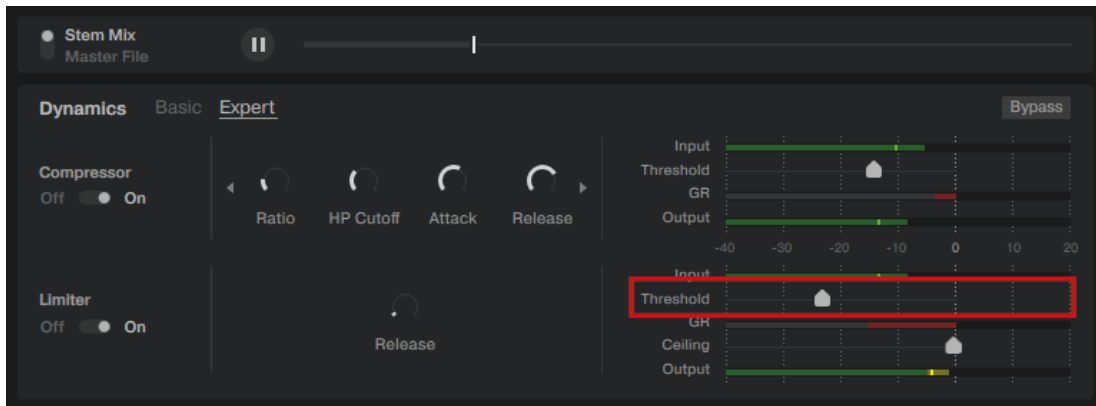 Stem Mix
Master File
Dynamics Basic Expert Bypass
Compressor
Off On
Ratio HP Cutoff Attack Release
Input
Threshold
GR
Output
-40 -30 -20 -10 0 10 20
Limiter
Off On
Release
Input
Threshold
GR
Ceiling
Output